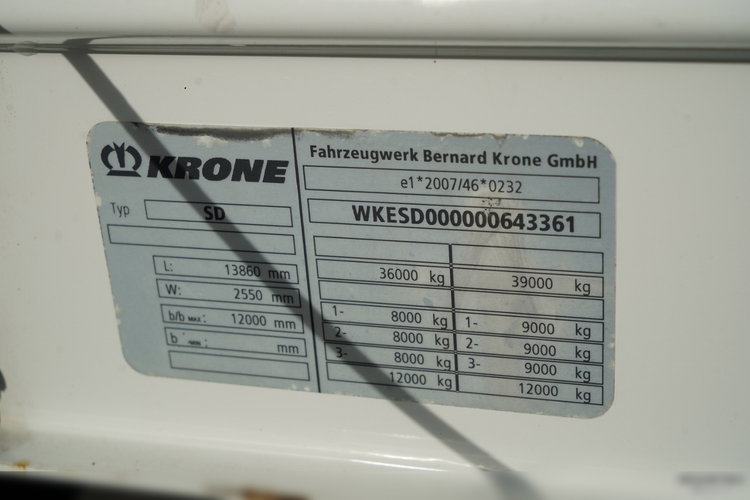 KRONE
Typ SD
L: 13860 mm
W: 2550 mm
b/b MAX: 12000 mm
b MIN: mm
Fahrzeugwerk Bernard Krone GmbH
e1*2007/46*0232
WKESD000000643361
36000 kg 39000 kg
1- 8000 kg 1- 9000 kg
2- 8000 kg 2- 9000 kg
3- 8000 kg 3- 9000 kg
12000 kg 12000 kg